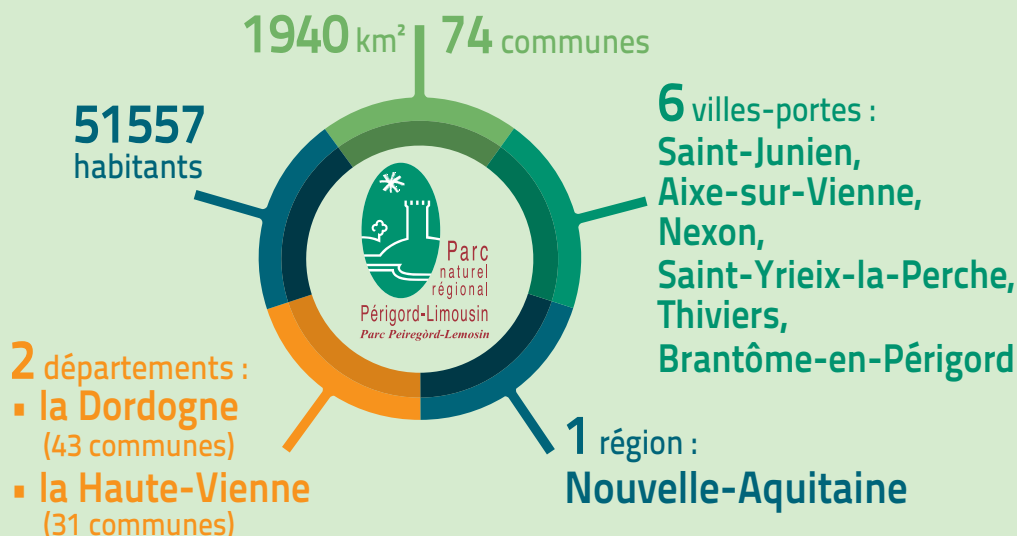 1940 km² 74 communes
51557
habitants
6 villes-portes :
Saint-Junien,
Aixe-sur-Vienne,
Nexon,
Saint-Yrieix-la-Perche,
Thiviers,
Brantôme-en-Périgord
Parc
naturel
régional
Périgord-Limousin
Parc Peiregòrd-Lemosin
2 départements :
▪ la Dordogne
(43 communes)
▪ la Haute-Vienne
(31 communes)
1 région :
Nouvelle-Aquitaine